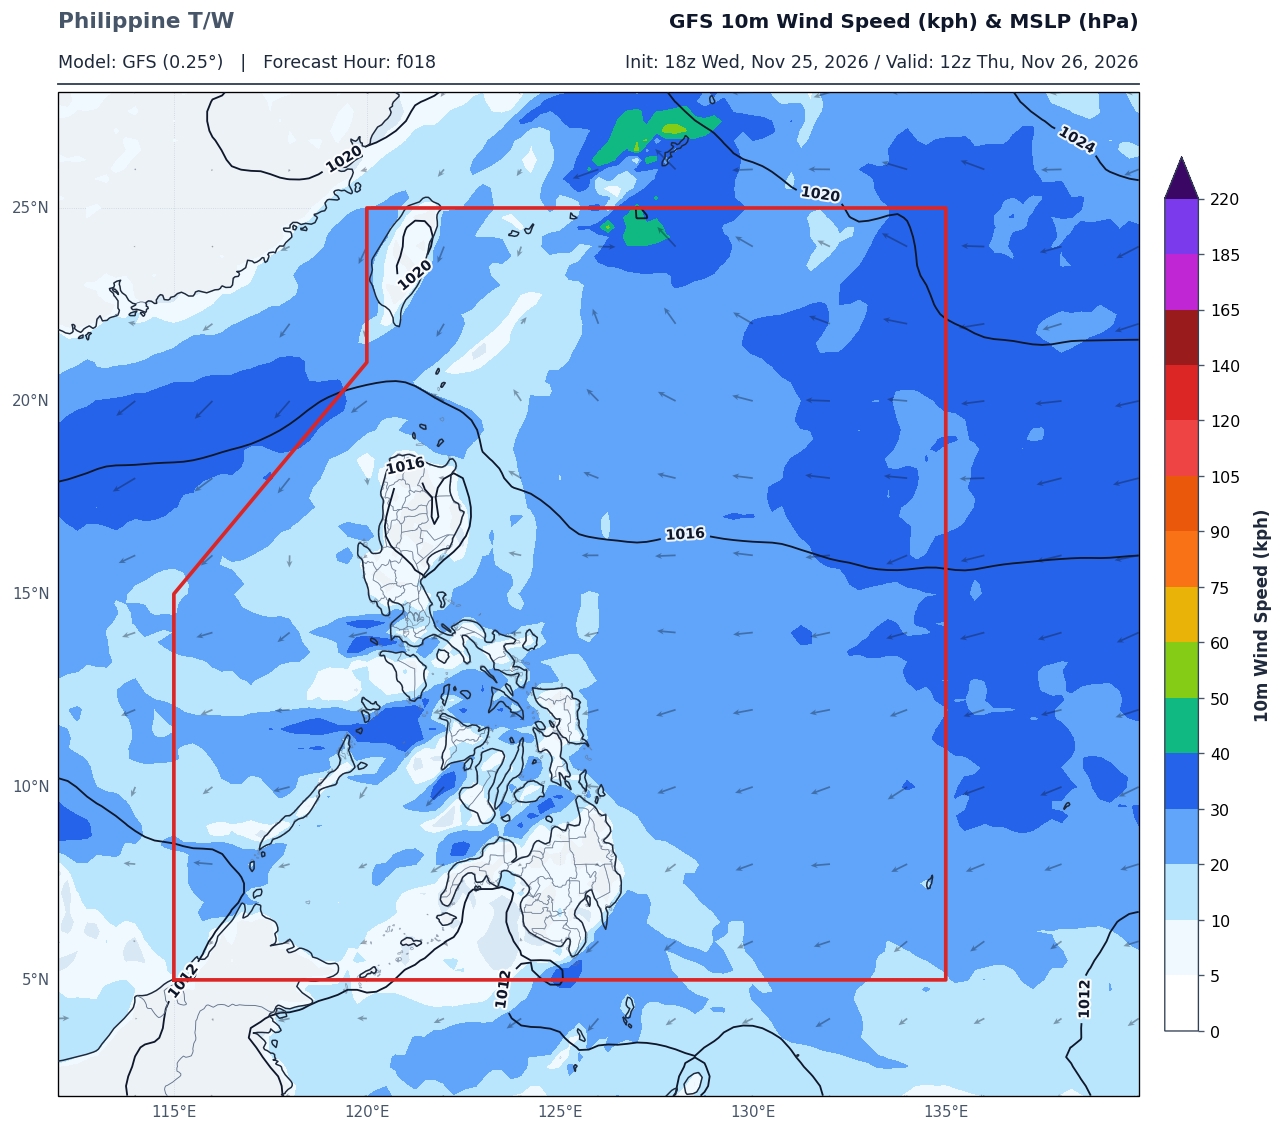 Philippine T/W
GFS 10m Wind Speed (kph) & MSLP (hPa)
Model: GFS (0.25°)   |   Forecast Hour: f018
Init: 18z Wed, Nov 25, 2026 / Valid: 12z Thu, Nov 26, 2026
1020
1024
1020
1020
1016
1016
1012
1012
1012
25°N
20°N
15°N
10°N
5°N
115°E
120°E
125°E
130°E
135°E
220
185
165
140
120
105
90
75
60
50
40
30
20
10
5
0
10m Wind Speed (kph)